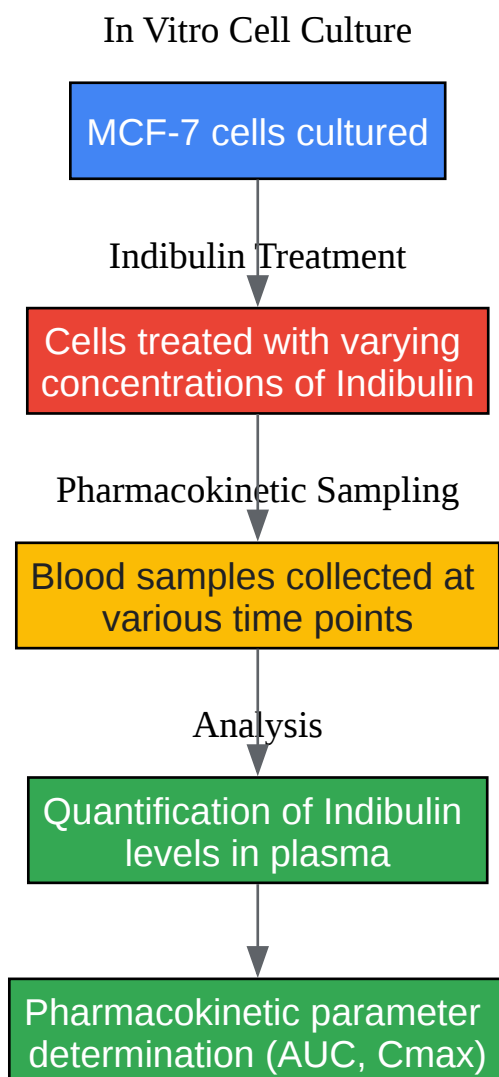 In Vitro Cell Culture
MCF-7 cells cultured
Indibulin Treatment
Cells treated with varying
concentrations of Indibulin
Pharmacokinetic Sampling
Blood samples collected at
various time points
Analysis
Quantification of Indibulin
levels in plasma
Pharmacokinetic parameter
determination (AUC, Cmax)